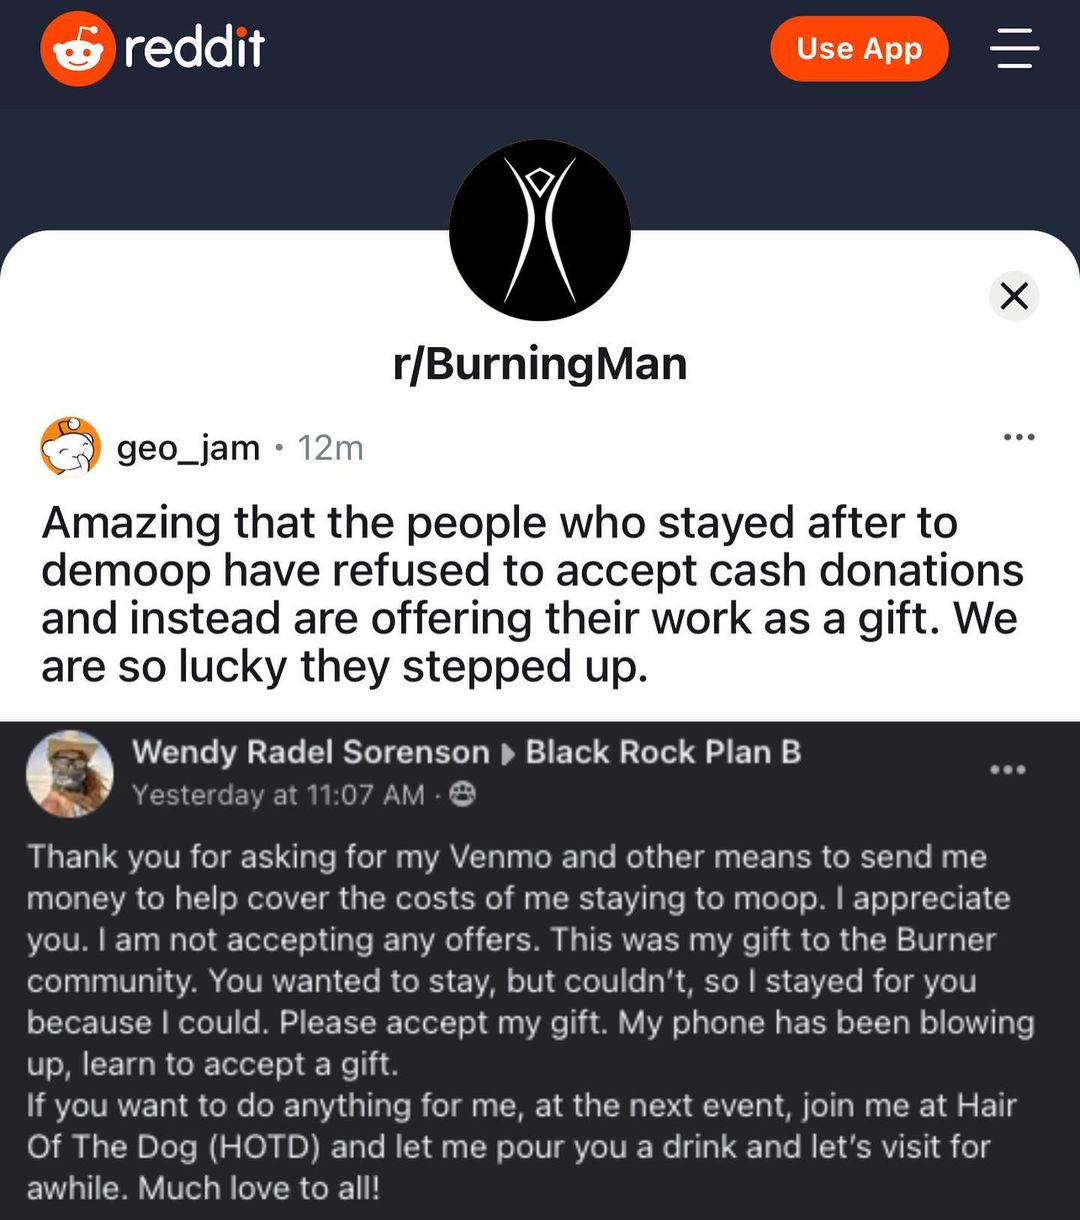 reddit
Use App
r/BurningMan
geo_jam • 12m
Amazing that the people who stayed after to
demoop have refused to accept cash donations
and instead are offering their work as a gift. We
are so lucky they stepped up.
Wendy Radel Sorenson ▸ Black Rock Plan B
Yesterday at 11:07 AM ·
Thank you for asking for my Venmo and other means to send me
money to help cover the costs of me staying to moop. I appreciate
you. I am not accepting any offers. This was my gift to the Burner
community. You wanted to stay, but couldn't, so I stayed for you
because I could. Please accept my gift. My phone has been blowing
up, learn to accept a gift.
If you want to do anything for me, at the next event, join me at Hair
Of The Dog (HOTD) and let me pour you a drink and let's visit for
awhile. Much love to all!